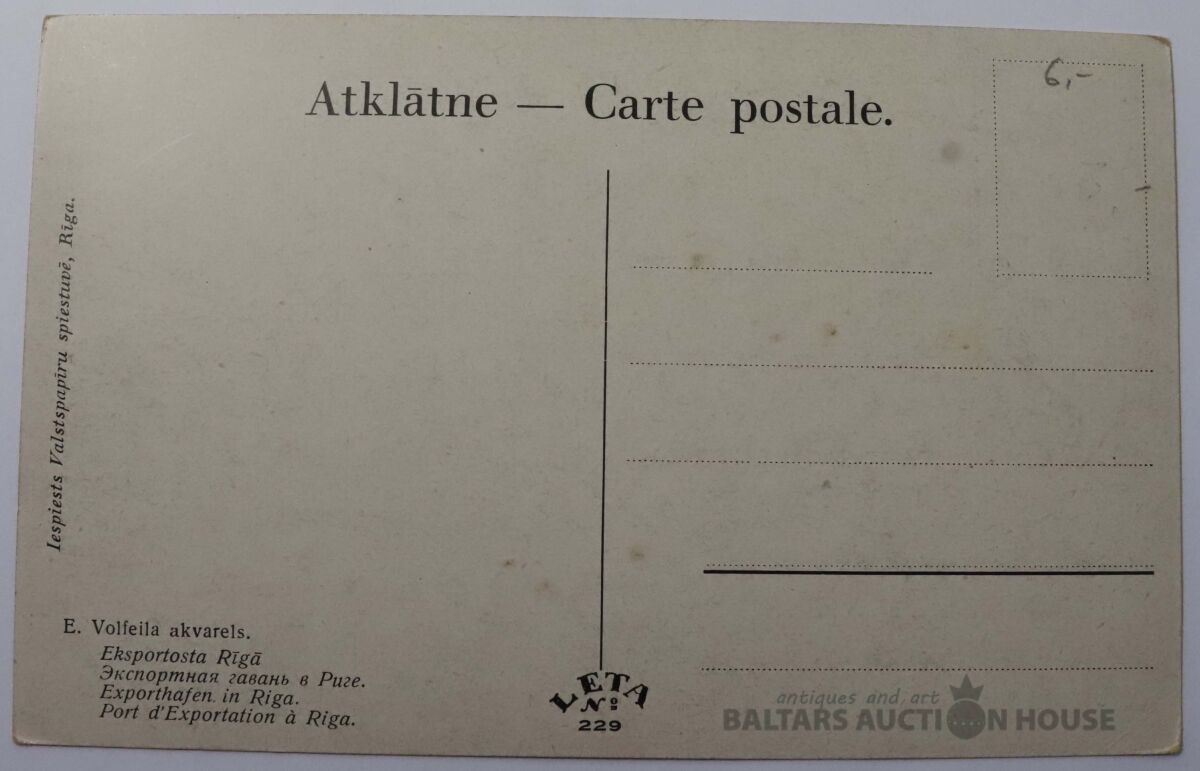 Atklātne — Carte postale.
6,-
Iespiests Valstspapīru spiestuvē, Rīga.
E. Volfeila akvarels.
Eksportosta Rīgā
Экспортная гавань в Риге.
Exporthafen in Riga.
Port d'Exportation à Riga.
LETA
№
229
antiques and art
BALTARS AUCTION HOUSE